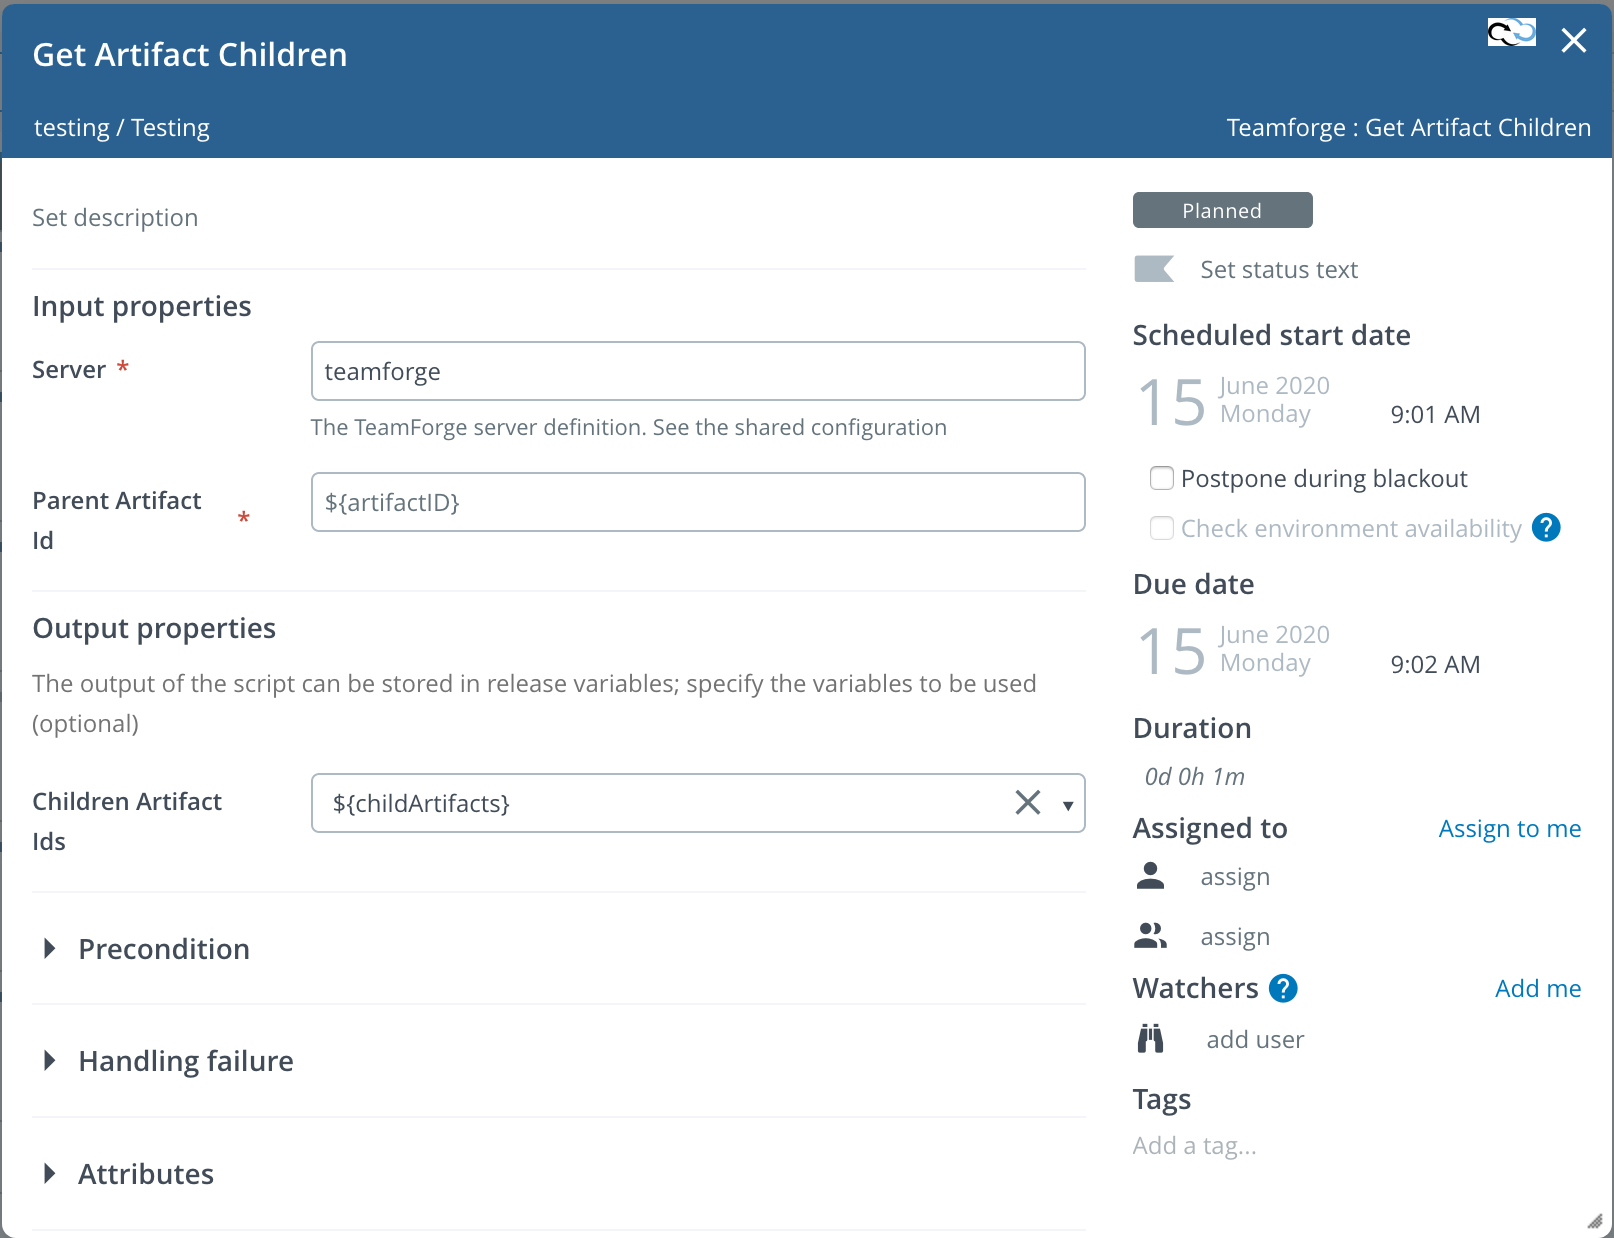 Get Artifact Children
testing / Testing
Teamforge : Get Artifact Children
Set description
Input properties
Server *
teamforge
The TeamForge server definition. See the shared configuration
Parent Artifact
Id
*
${artifactID}
Output properties
The output of the script can be stored in release variables; specify the variables to be used
(optional)
Children Artifact
Ids
${childArtifacts}
Precondition
Handling failure
Attributes
Planned
Set status text
Scheduled start date
15
June 2020
Monday
9:01 AM
Postpone during blackout
Check environment availability ?
Due date
15
June 2020
Monday
9:02 AM
Duration
0d 0h 1m
Assigned to
Assign to me
assign
assign
Watchers ?
Add me
add user
Tags
Add a tag...